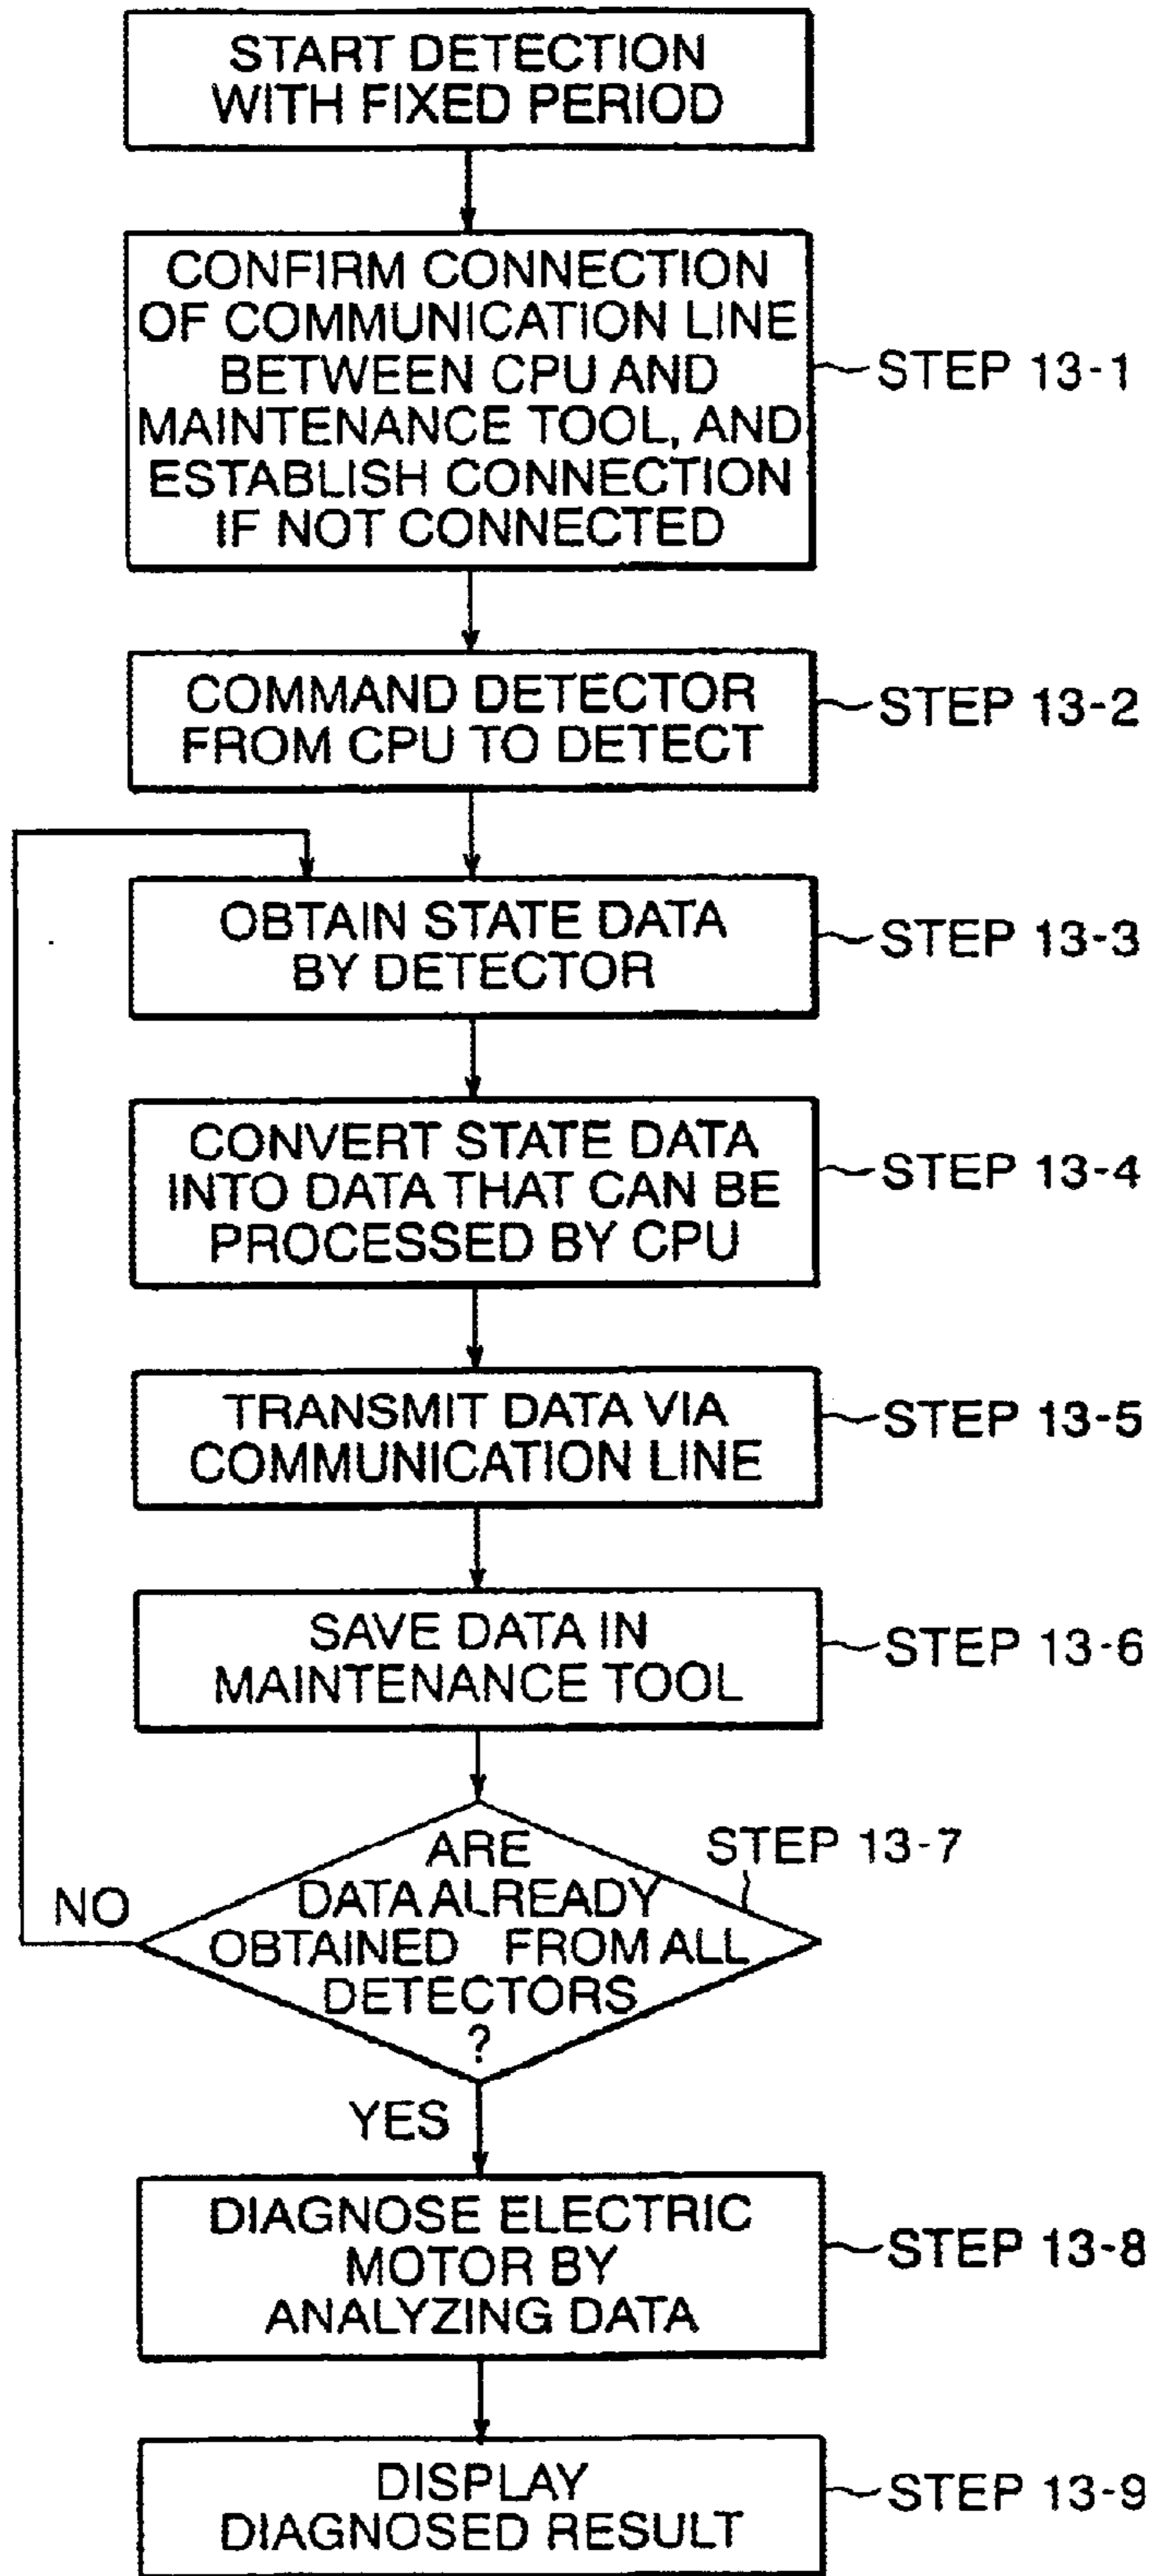 START DETECTION
WITH FIXED PERIOD
CONFIRM CONNECTION
OF COMMUNICATION LINE
BETWEEN CPU AND
MAINTENANCE TOOL, AND
ESTABLISH CONNECTION
IF NOT CONNECTED
STEP 13-1
COMMAND DETECTOR
FROM CPU TO DETECT
STEP 13-2
OBTAIN STATE DATA
BY DETECTOR
STEP 13-3
CONVERT STATE DATA
INTO DATA THAT CAN BE
PROCESSED BY CPU
STEP 13-4
TRANSMIT DATA VIA
COMMUNICATION LINE
STEP 13-5
SAVE DATA IN
MAINTENANCE TOOL
STEP 13-6
ARE
DATA ALREADY
OBTAINED FROM ALL
DETECTORS
?
STEP 13-7
NO
YES
DIAGNOSE ELECTRIC
MOTOR BY
ANALYZING DATA
STEP 13-8
DISPLAY
DIAGNOSED RESULT
STEP 13-9